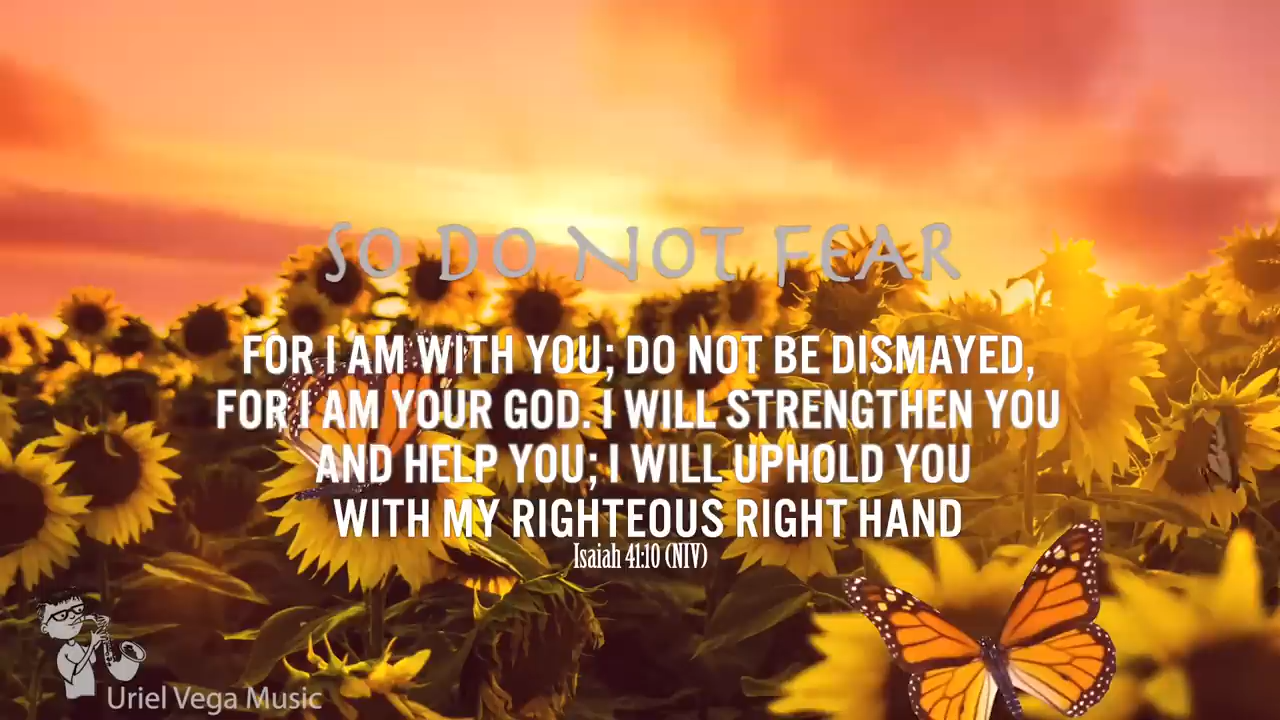 So Do Not Fear
FOR I AM WITH YOU; DO NOT BE DISMAYED,
FOR I AM YOUR GOD. I WILL STRENGTHEN YOU
AND HELP YOU; I WILL UPHOLD YOU
WITH MY RIGHTEOUS RIGHT HAND
Isaiah 41:10 (NIV)
Uriel Vega Music